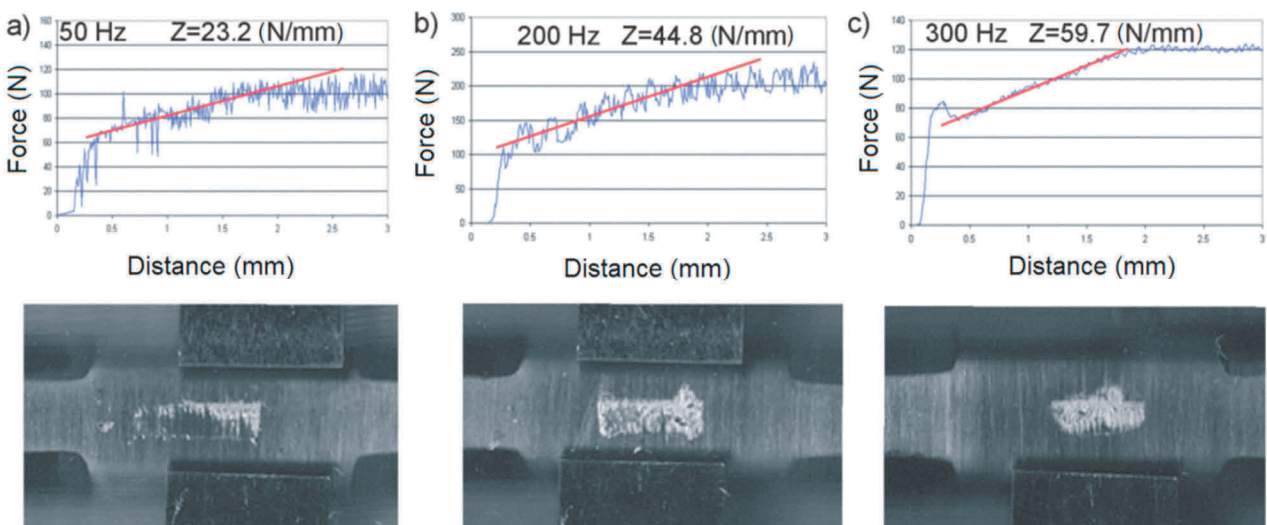 a)
50 Hz Z=23.2 (N/mm)
Force (N)
160
140
120
100
80
60
40
20
0
0 0.5 1 1.5 2 2.5 3
Distance (mm)
b)
200 Hz Z=44.8 (N/mm)
Force (N)
300
250
200
150
100
50
0
0 0.5 1 1.5 2 2.5 3
Distance (mm)
c)
300 Hz Z=59.7 (N/mm)
Force (N)
140
120
100
80
60
40
20
0
0 0.5 1 1.5 2 2.5 3
Distance (mm)